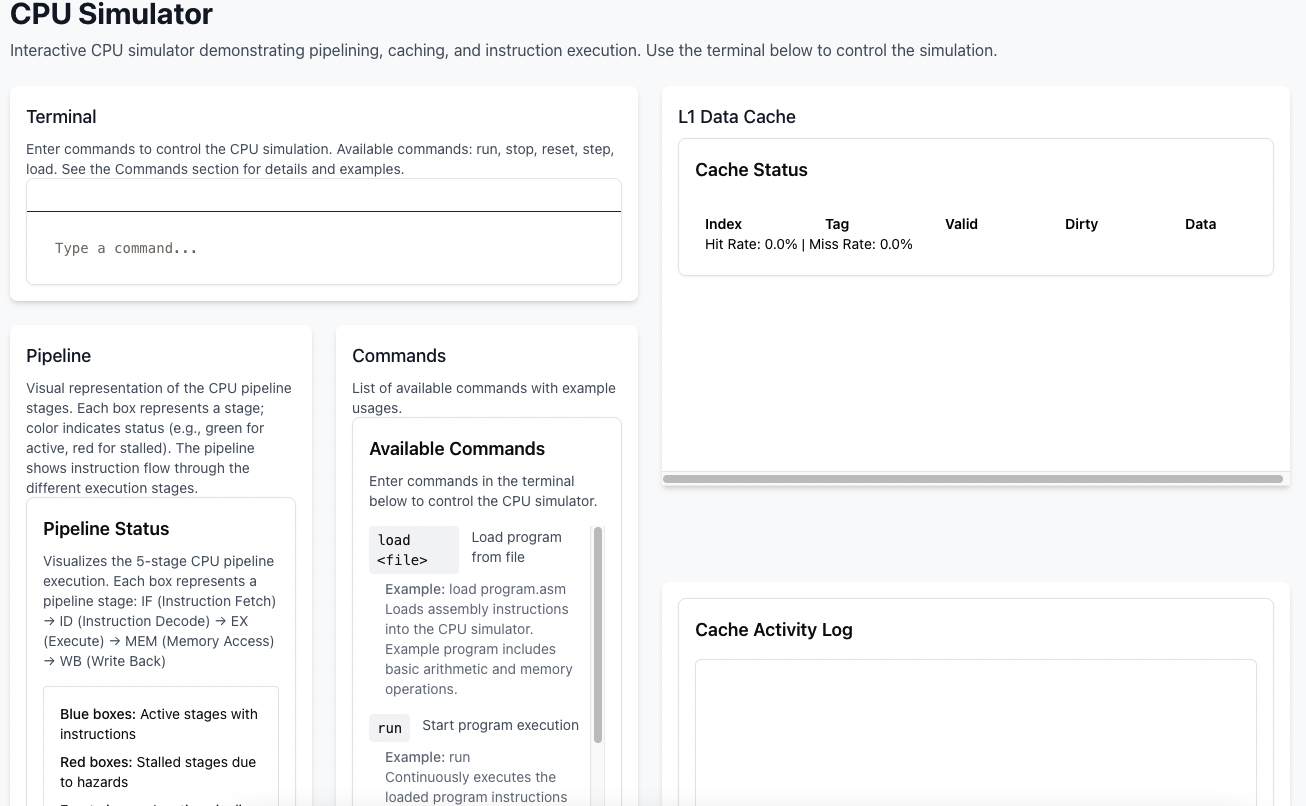 CPU Simulator
Interactive CPU simulator demonstrating pipelining, caching, and instruction execution. Use the terminal below to control the simulation.
Terminal
Enter commands to control the CPU simulation. Available commands: run, stop, reset, step,
load. See the Commands section for details and examples.
Type a command...
Pipeline
Visual representation of the CPU pipeline
stages. Each box represents a stage;
color indicates status (e.g., green for
active, red for stalled). The pipeline
shows instruction flow through the
different execution stages.
Pipeline Status
Visualizes the 5-stage CPU pipeline
execution. Each box represents a
pipeline stage: IF (Instruction Fetch)
→ ID (Instruction Decode) → EX
(Execute) → MEM (Memory Access)
→ WB (Write Back)
Blue boxes: Active stages with
instructions
Red boxes: Stalled stages due
to hazards
Commands
List of available commands with example
usages.
Available Commands
Enter commands in the terminal
below to control the CPU simulator.
load
<file>
Load program
from file
Example: load program.asm
Loads assembly instructions
into the CPU simulator.
Example program includes
basic arithmetic and memory
operations.
run Start program execution
Example: run
Continuously executes the
loaded program instructions
L1 Data Cache
Cache Status
Index Tag Valid Dirty Data
Hit Rate: 0.0% | Miss Rate: 0.0%
Cache Activity Log